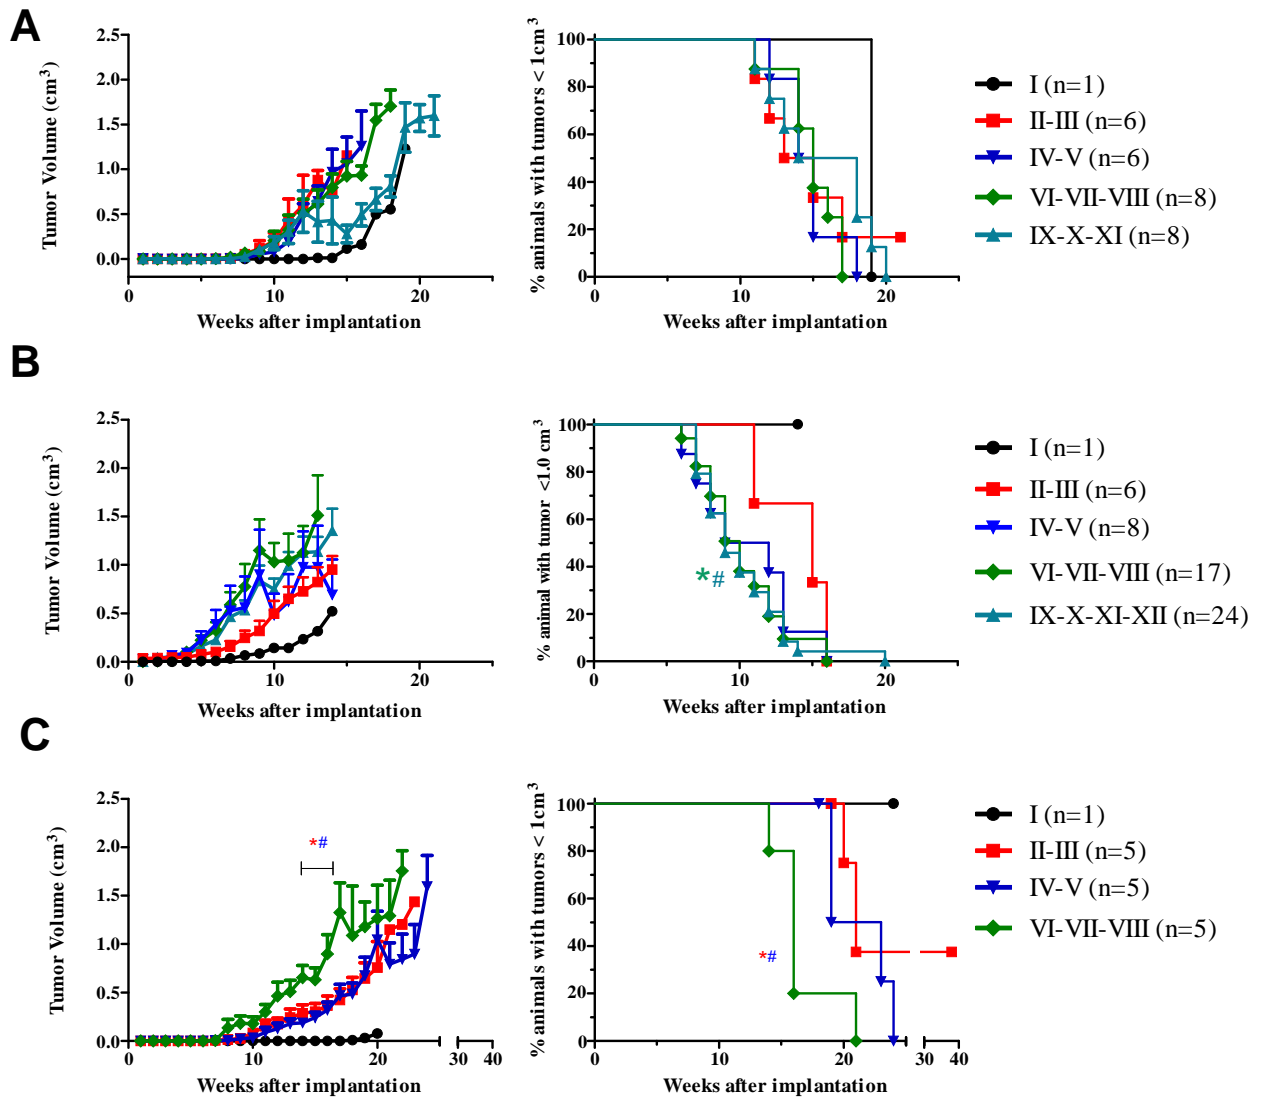 A
Tumor Volume (cm3)
2.5
2.0
1.5
1.0
0.5
0.0
0
10
20
Weeks after implantation
% animals with tumors < 1cm3
100
80
60
40
20
0
0
10
20
Weeks after implantation
I (n=1)
II-III (n=6)
IV-V (n=6)
VI-VII-VIII (n=8)
IX-X-XI (n=8)
B
Tumor Volume (cm3)
2.5
2.0
1.5
1.0
0.5
0.0
0
10
20
Weeks after implantation
% animal with tumor <1.0 cm3
100
80
60
40
20
0
*#
0
10
20
Weeks after implantation
I (n=1)
II-III (n=6)
IV-V (n=8)
VI-VII-VIII (n=17)
IX-X-XI-XII (n=24)
C
Tumor Volume (cm3)
2.5
2.0
1.5
1.0
0.5
0.0
*#
0
10
20
30
40
Weeks after implantation
% animals with tumors < 1cm3
100
80
60
40
20
0
*#
0
10
20
30
40
Weeks after implantation
I (n=1)
II-III (n=5)
IV-V (n=5)
VI-VII-VIII (n=5)